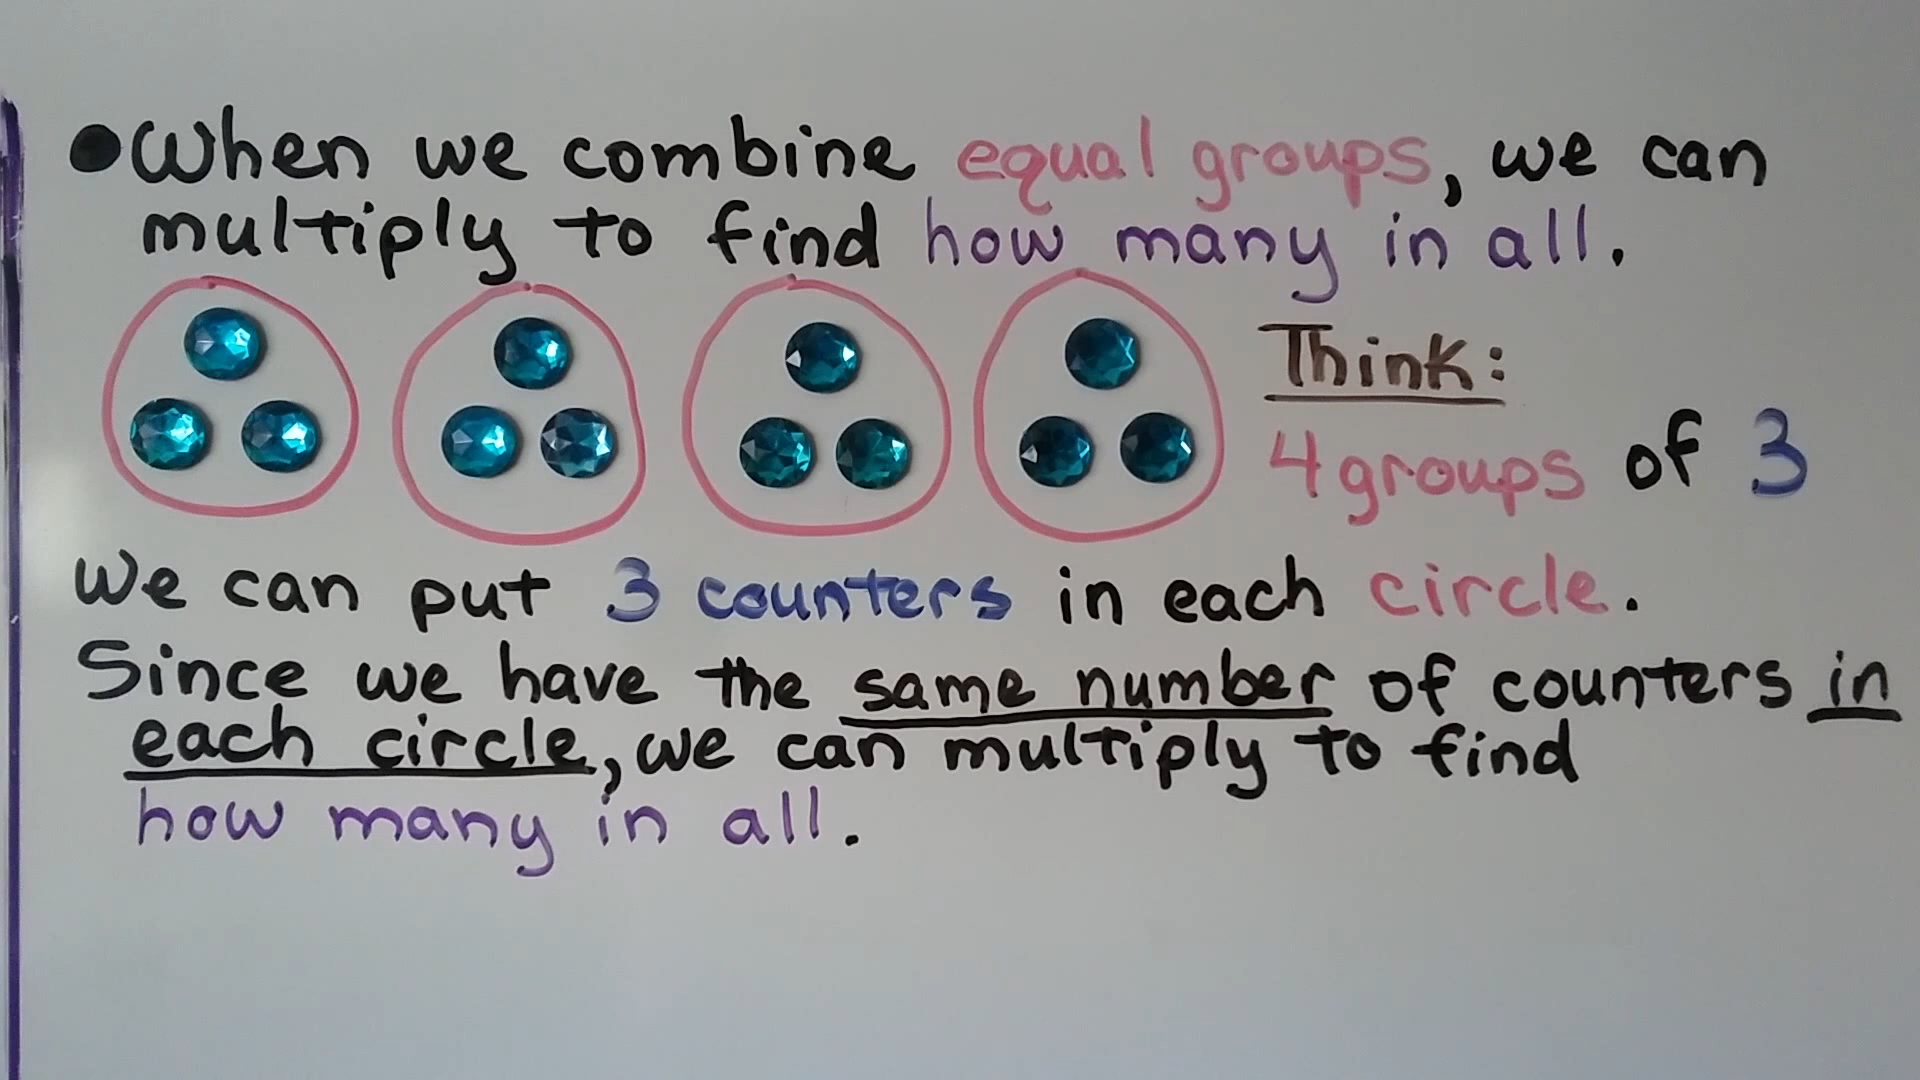 ●When we combine equal groups, we can
multiply to find how many in all.
Think:
4 groups of 3
We can put 3 counters in each circle.
Since we have the same number of counters in
each circle, we can multiply to find
how many in all.